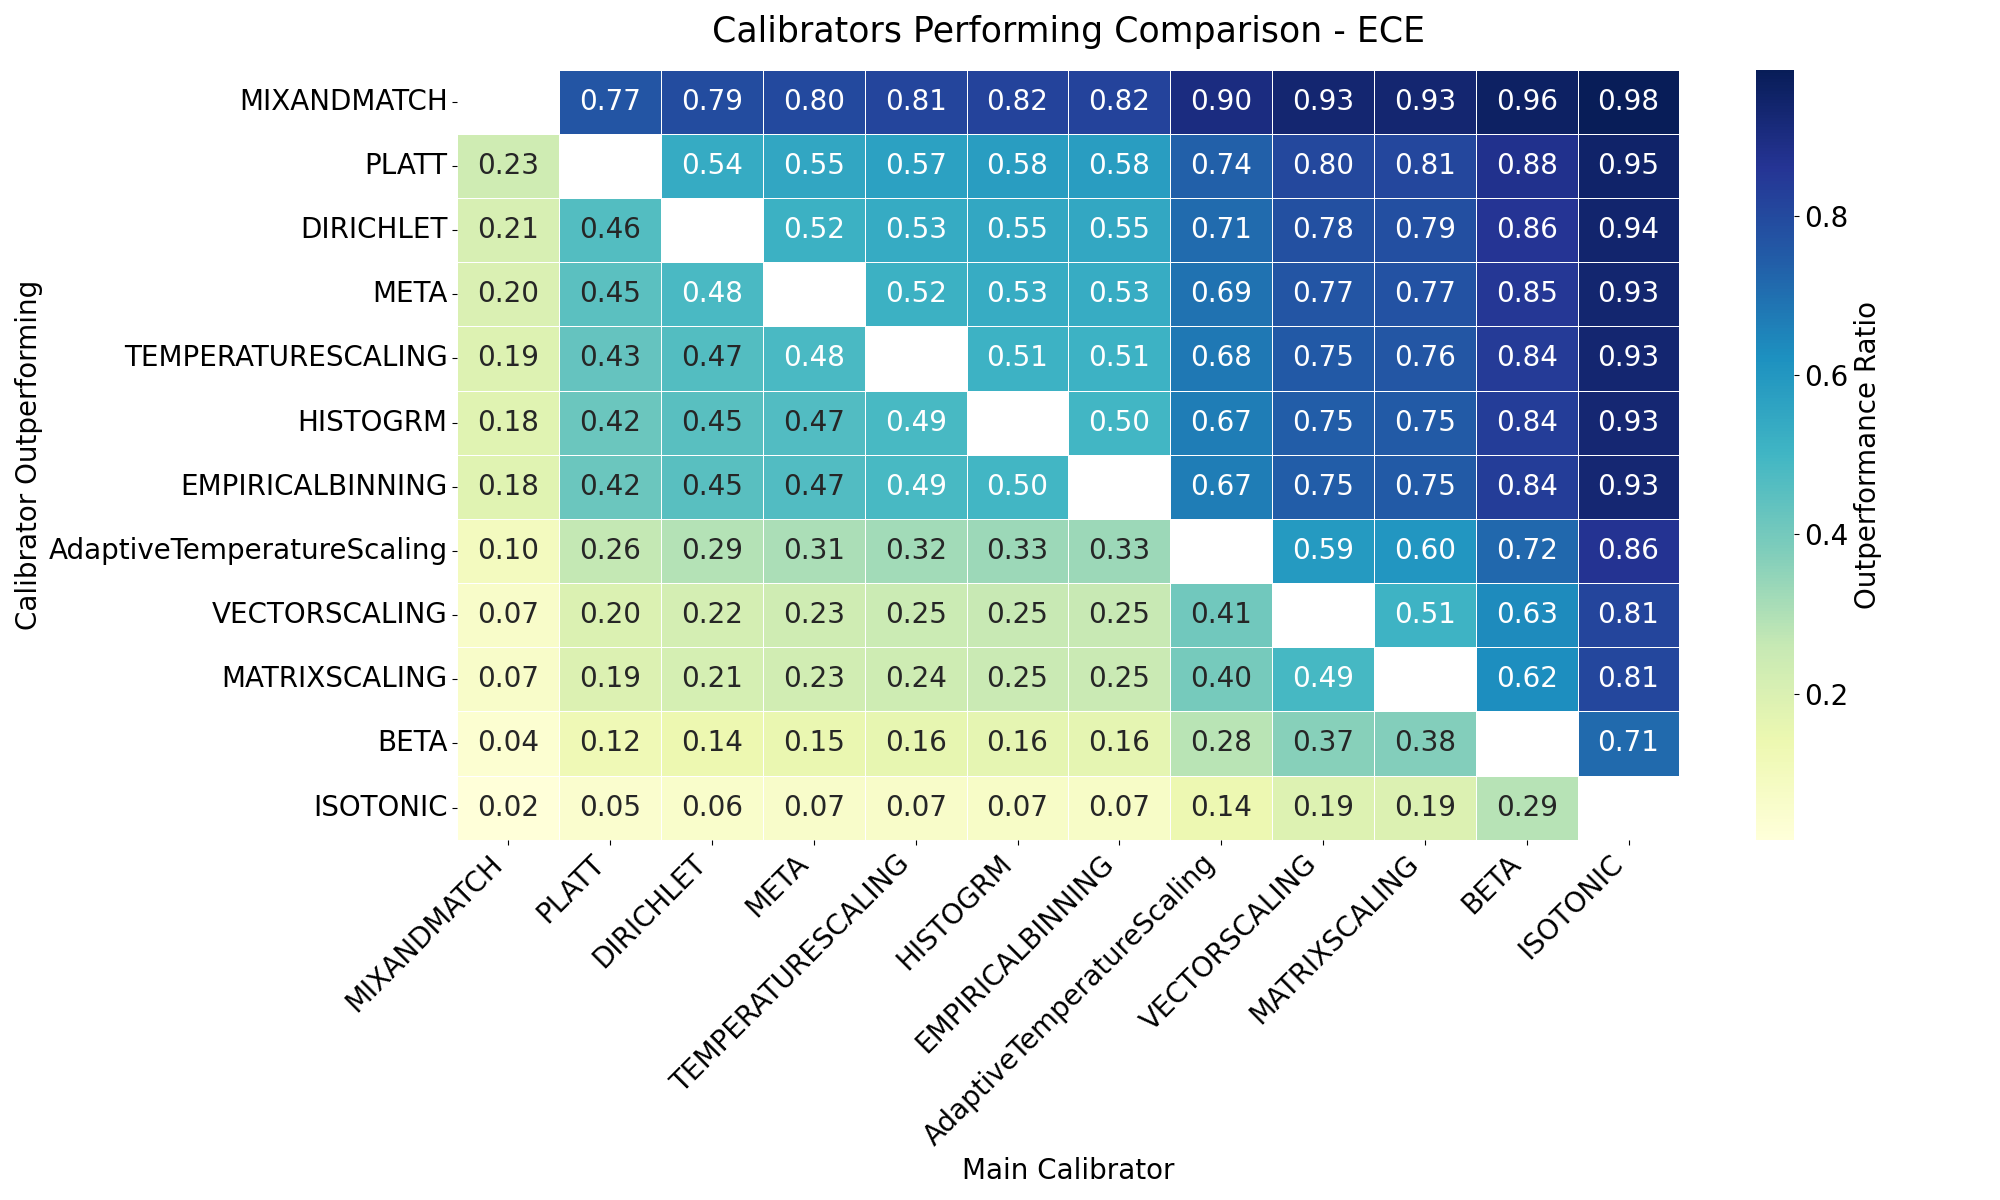 Calibrators Performing Comparison - ECE
Calibrator Outperforming
MIXANDMATCH 0.77 0.79 0.80 0.81 0.82 0.82 0.90 0.93 0.93 0.96 0.98
PLATT 0.23 0.54 0.55 0.57 0.58 0.58 0.74 0.80 0.81 0.88 0.95
DIRICHLET 0.21 0.46 0.52 0.53 0.55 0.55 0.71 0.78 0.79 0.86 0.94
META 0.20 0.45 0.48 0.52 0.53 0.53 0.69 0.77 0.77 0.85 0.93
TEMPERATURESCALING 0.19 0.43 0.47 0.48 0.51 0.51 0.68 0.75 0.76 0.84 0.93
HISTOGRM 0.18 0.42 0.45 0.47 0.49 0.50 0.67 0.75 0.75 0.84 0.93
EMPIRICALBINNING 0.18 0.42 0.45 0.47 0.49 0.50 0.67 0.75 0.75 0.84 0.93
AdaptiveTemperatureScaling 0.10 0.26 0.29 0.31 0.32 0.33 0.33 0.59 0.60 0.72 0.86
VECTORSCALING 0.07 0.20 0.22 0.23 0.25 0.25 0.25 0.41 0.51 0.63 0.81
MATRIXSCALING 0.07 0.19 0.21 0.23 0.24 0.25 0.25 0.40 0.49 0.62 0.81
BETA 0.04 0.12 0.14 0.15 0.16 0.16 0.16 0.28 0.37 0.38 0.71
ISOTONIC 0.02 0.05 0.06 0.07 0.07 0.07 0.07 0.14 0.19 0.19 0.29
MIXANDMATCH
PLATT
DIRICHLET
META
TEMPERATURESCALING
HISTOGRM
EMPIRICALBINNING
AdaptiveTemperatureScaling
VECTORSCALING
MATRIXSCALING
BETA
ISOTONIC
Main Calibrator
0.8
0.6
0.4
0.2
Outperformance Ratio